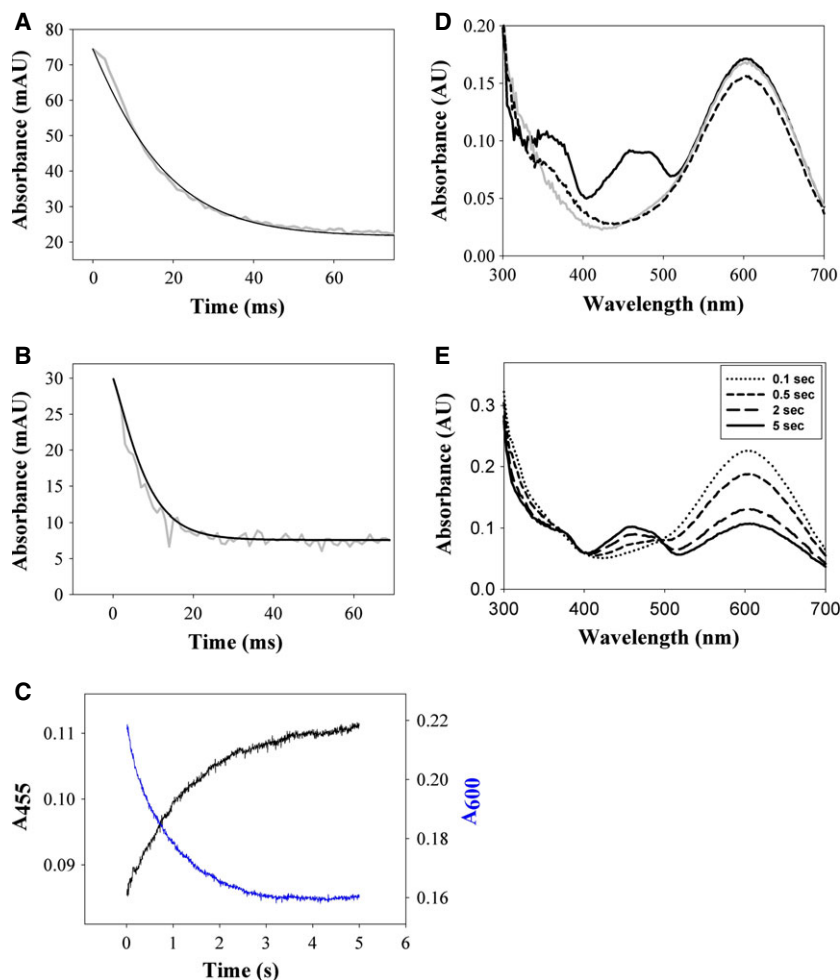 A
80
70
60
50
40
30
20
Absorbance (mAU)
0 20 40 60
Time (ms)
B
30
25
20
15
10
5
0
Absorbance (mAU)
0 20 40 60
Time (ms)
C
0.11
0.10
0.09
A455
0.22
0.20
0.18
0.16
A600
0 1 2 3 4 5 6
Time (s)
D
0.20
0.15
0.10
0.05
0.00
Absorbance (AU)
300 400 500 600 700
Wavelength (nm)
E
0.3
0.2
0.1
0.0
Absorbance (AU)
0.1 sec
0.5 sec
2 sec
5 sec
300 400 500 600 700
Wavelength (nm)